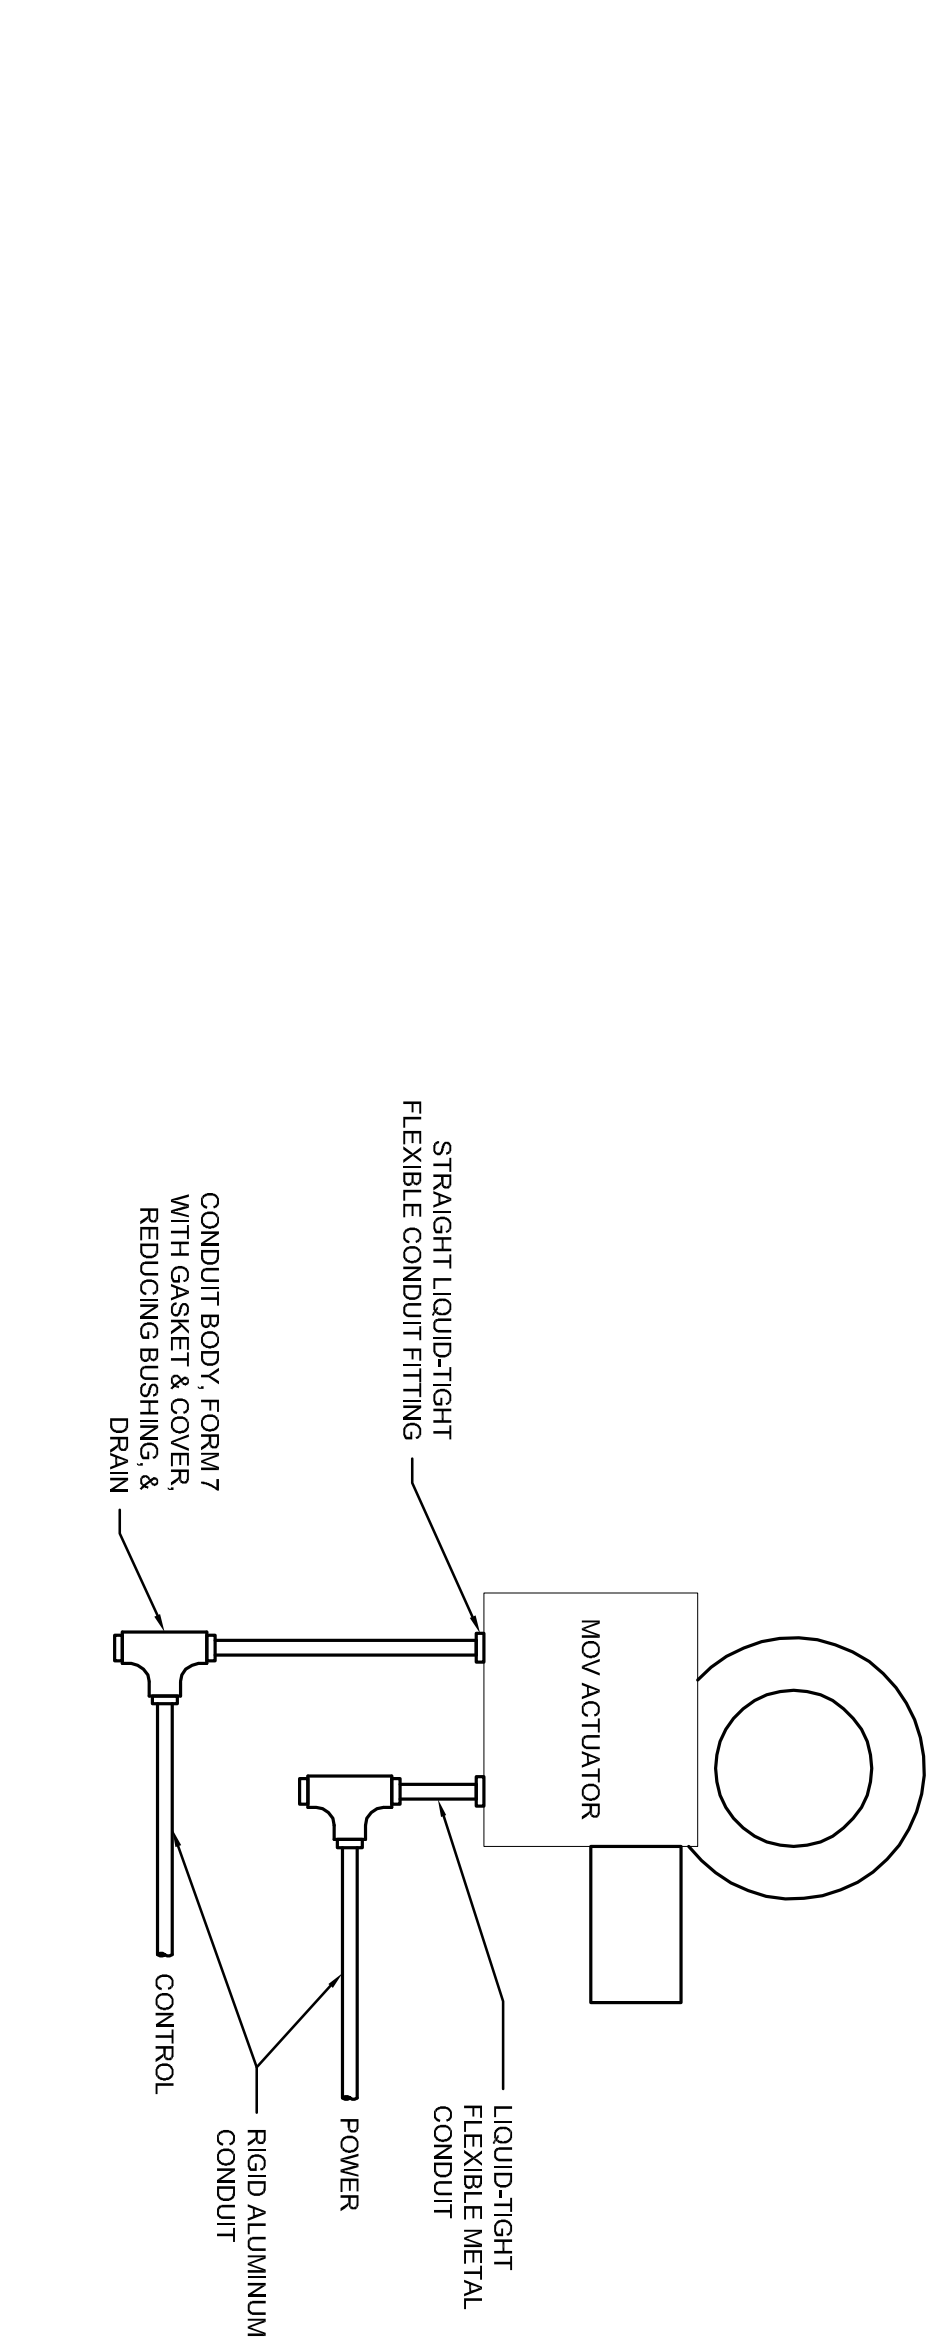 STRAIGHT LIQUID-TIGHT
FLEXIBLE CONDUIT FITTING
CONDUIT BODY, FORM 7
WITH GASKET & COVER,
REDUCING BUSHING, &
DRAIN
MOV ACTUATOR
LIQUID-TIGHT
FLEXIBLE METAL
CONDUIT
POWER
RIGID ALUMINUM
CONDUIT
CONTROL